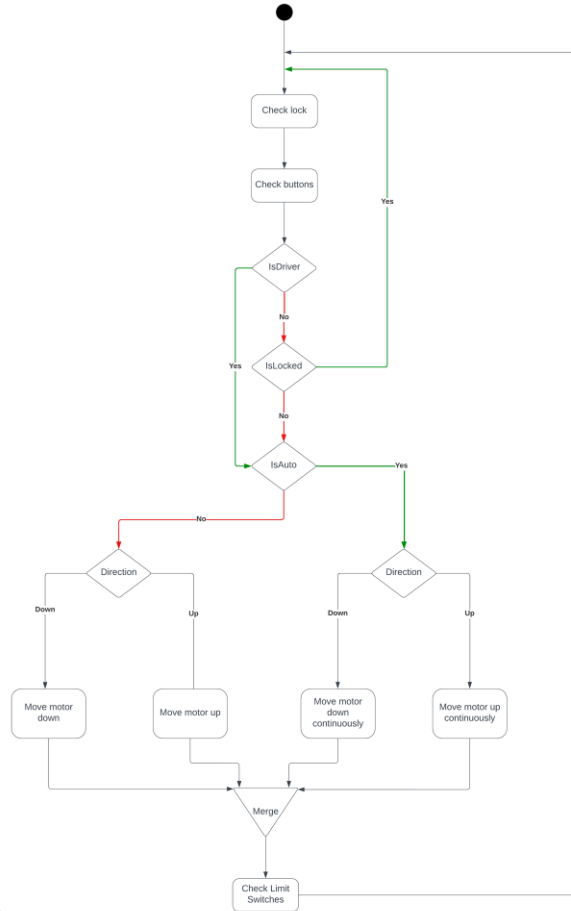 Check lock
Check buttons
Yes
IsDriver
No
Yes
IsLocked
No
IsAuto
Yes
No
Direction
Direction
Down
Up
Down
Up
Move motor
down
Move motor up
Move motor
down
continuously
Move motor up
continuously
Merge
Check Limit
Switches